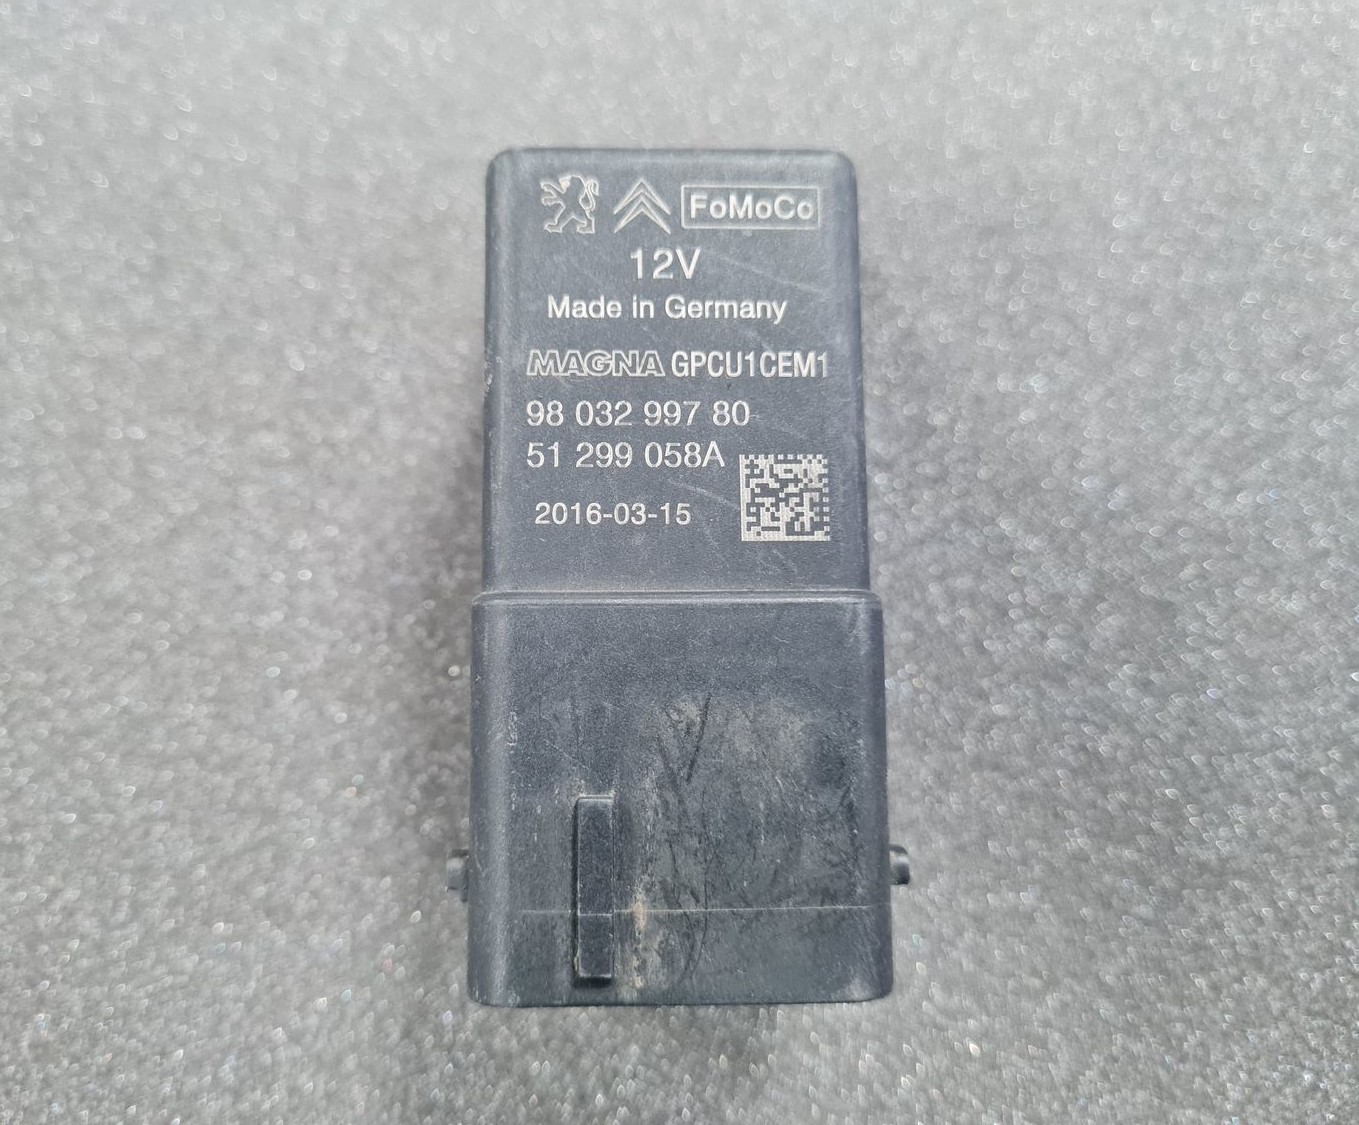 FoMoCo
12V
Made in Germany
MAGNA GPCU1CEM1
98 032 997 80
51 299 058A
2016-03-15